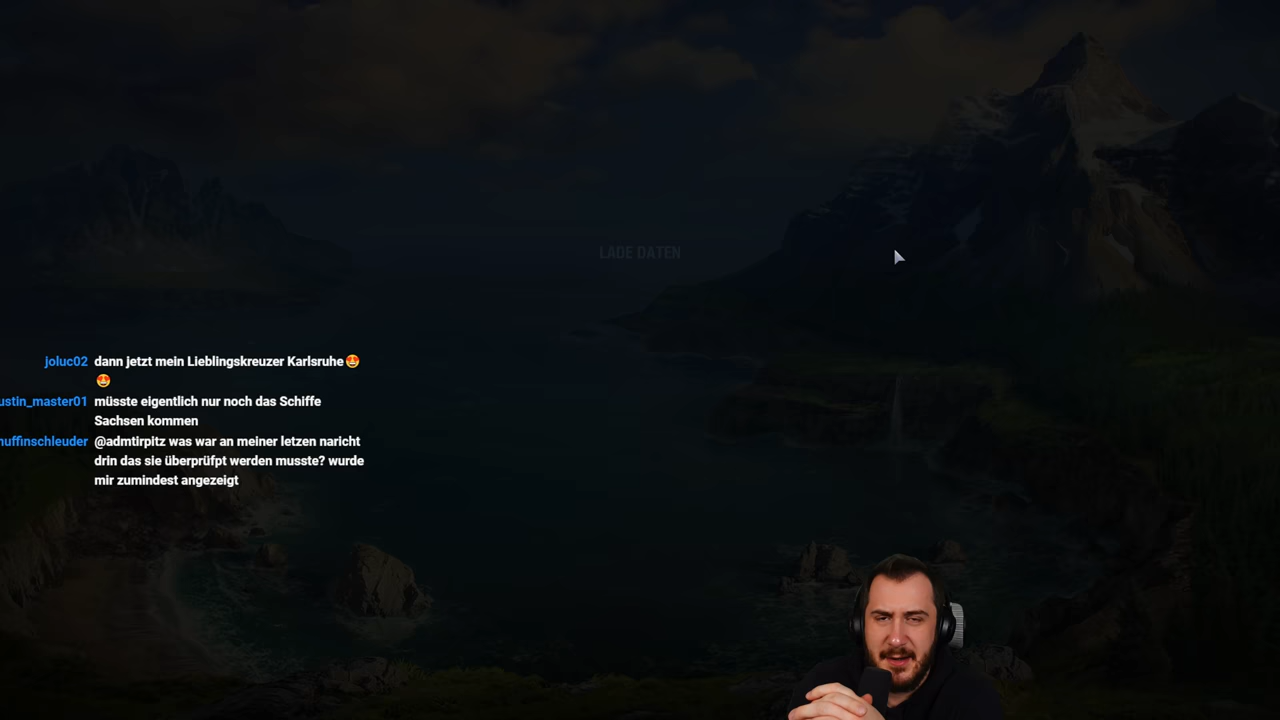 LADE DATEN
joluc02 dann jetzt mein Lieblingskreuzer Karlsruhe😍
😍
ustin_master01 müsste eigentlich nur noch das Schiffe
Sachsen kommen
nuffinschleuder @admtirpitz was war an meiner letzen naricht
drin das sie überprüfpt werden musste? wurde
mir zumindest angezeigt